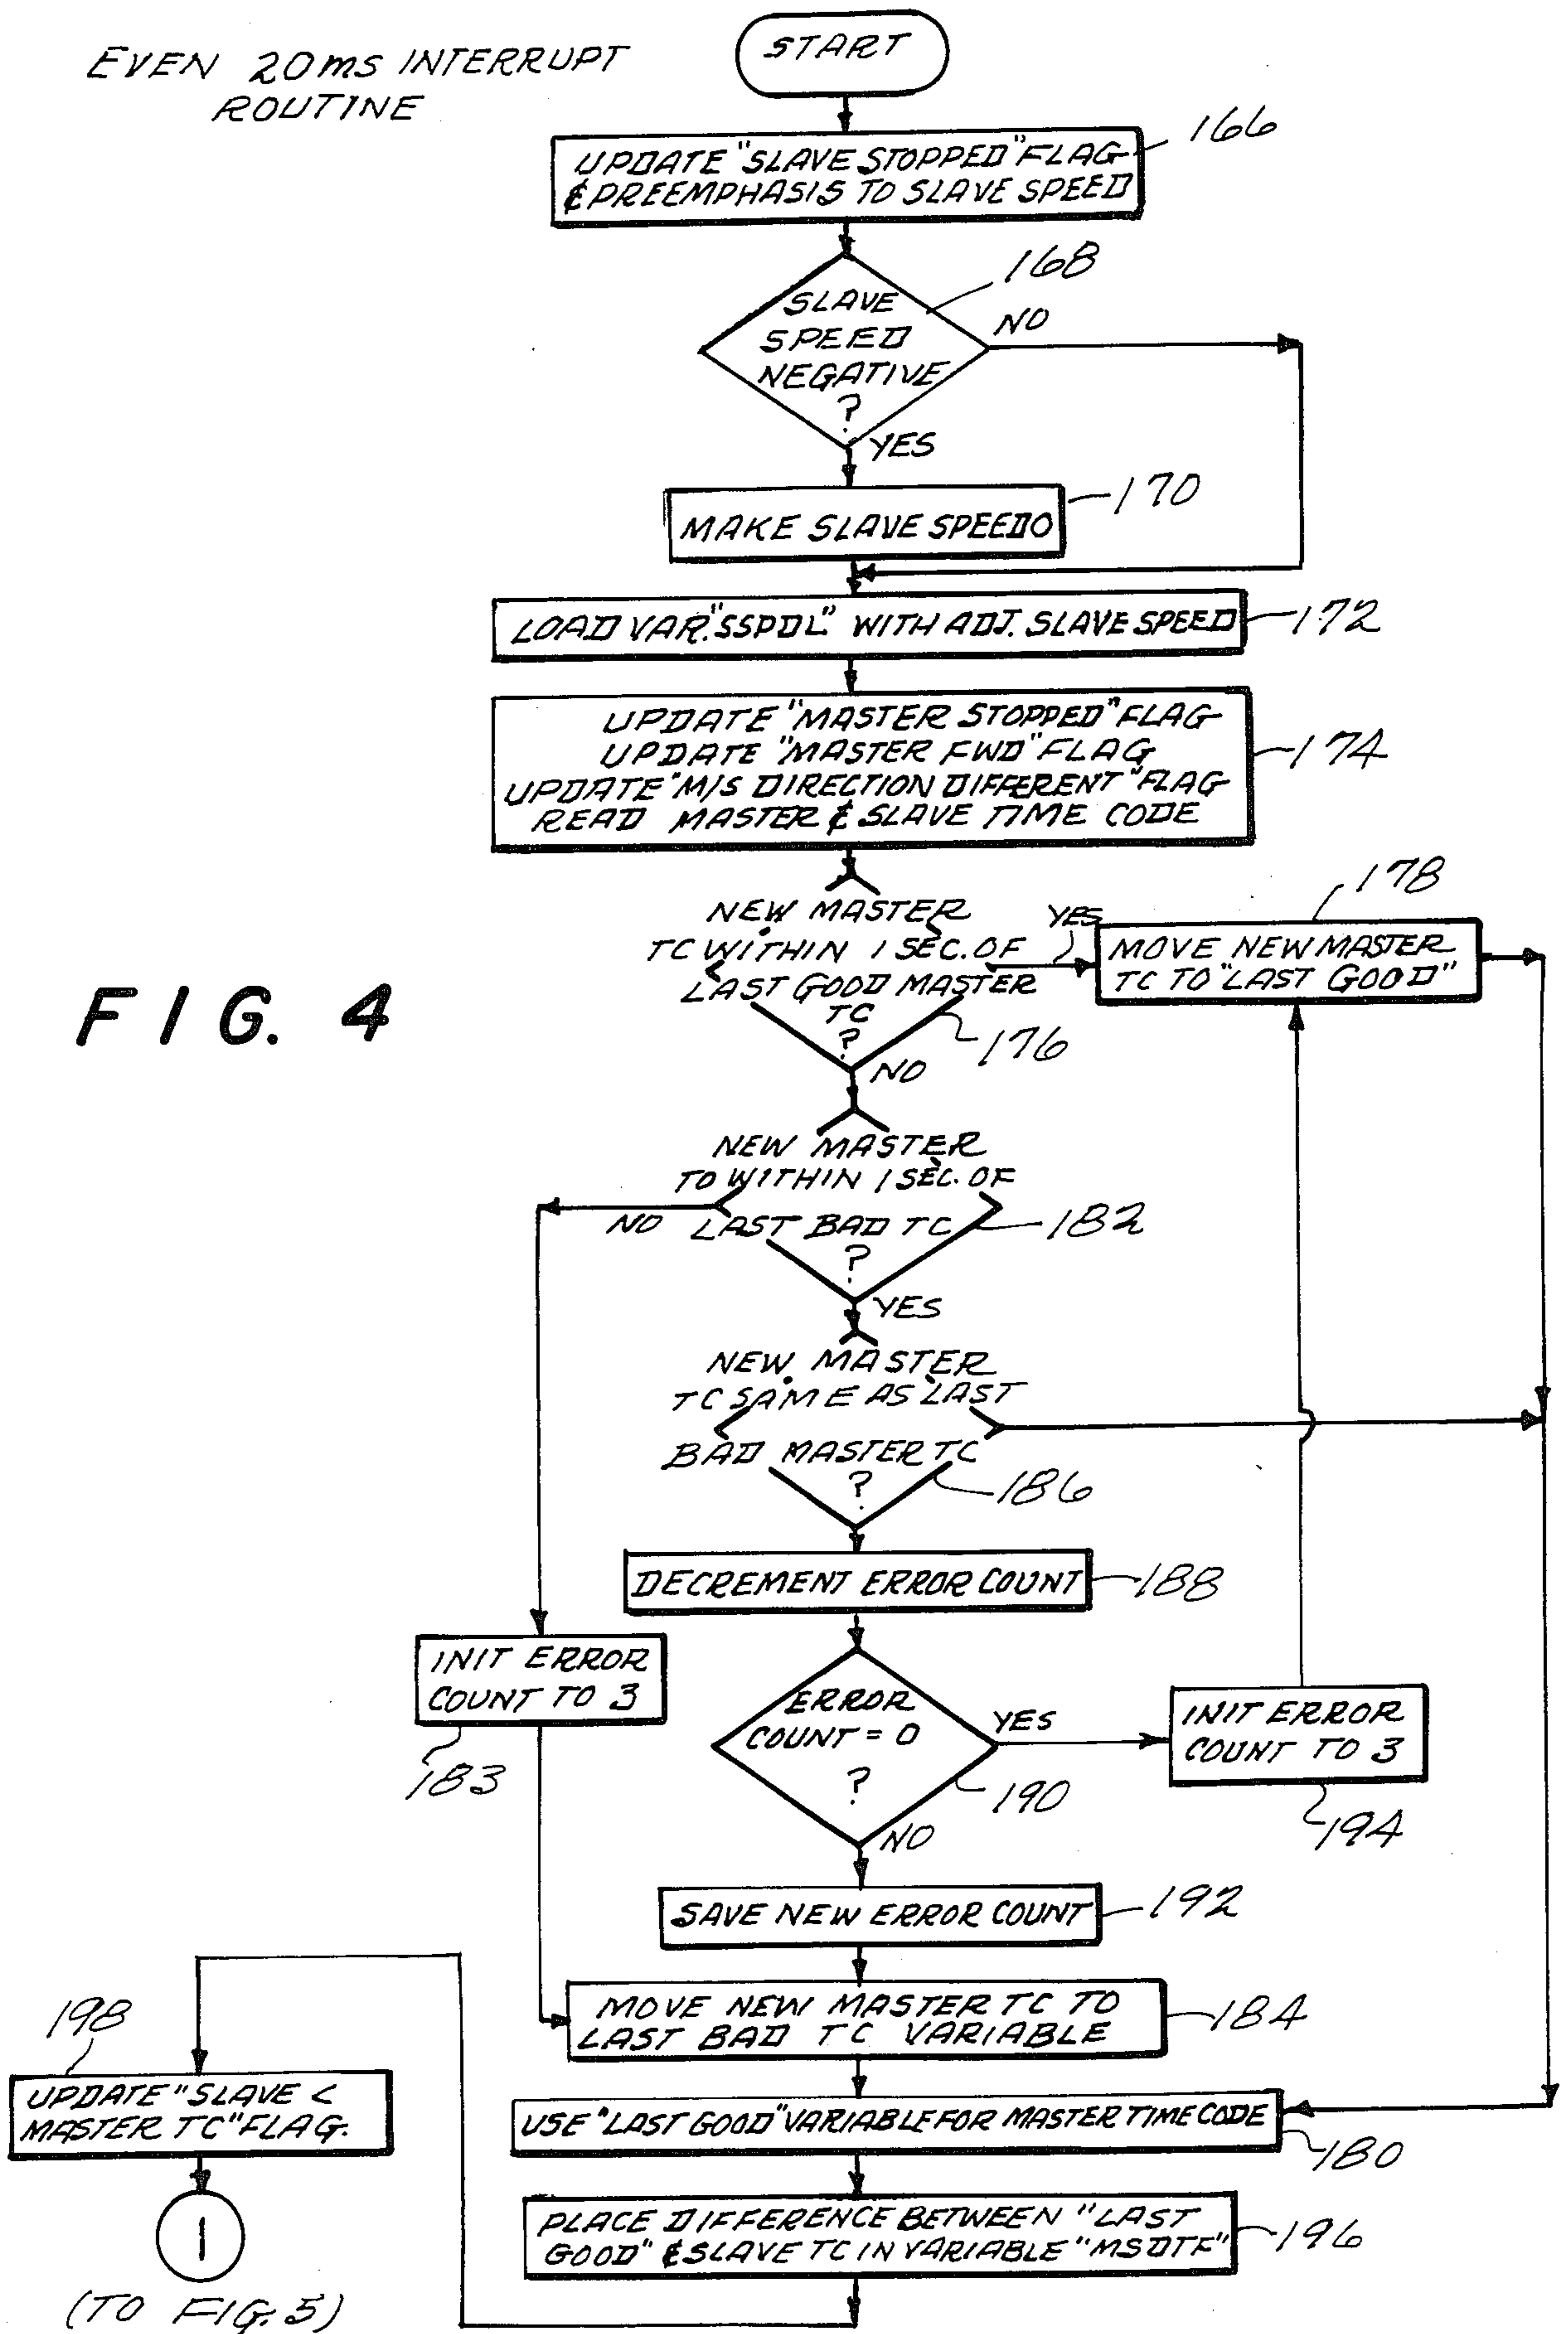 EVEN 20ms INTERRUPT
ROUTINE
START
UPDATE "SLAVE STOPPED" FLAG
& PREEMPHASIS TO SLAVE SPEED
166
SLAVE
SPEED
NEGATIVE
?
168
NO
YES
MAKE SLAVE SPEED 0
170
LOAD VAR. "SSPDL" WITH ADJ. SLAVE SPEED
172
UPDATE "MASTER STOPPED" FLAG
UPDATE "MASTER FWD" FLAG
UPDATE "M/S DIRECTION DIFFERENT" FLAG
READ MASTER & SLAVE TIME CODE
174
NEW MASTER
TC WITHIN 1 SEC. OF
LAST GOOD MASTER
TC
?
176
YES
NO
MOVE NEW MASTER
TC TO "LAST GOOD"
178
FIG. 4
NEW MASTER
TO WITHIN 1 SEC. OF
LAST BAD TC
?
182
NO
YES
NEW MASTER
TC SAME AS LAST
BAD MASTER TC
?
186
DECREMENT ERROR COUNT
188
INIT ERROR
COUNT TO 3
183
ERROR
COUNT = 0
?
190
YES
NO
INIT ERROR
COUNT TO 3
194
SAVE NEW ERROR COUNT
192
MOVE NEW MASTER TC TO
LAST BAD TC VARIABLE
184
198
UPDATE "SLAVE <
MASTER TC" FLAG.
USE "LAST GOOD" VARIABLE FOR MASTER TIME CODE
180
PLACE DIFFERENCE BETWEEN "LAST
GOOD" & SLAVE TC IN VARIABLE "MSDTF"
196
1
(TO FIG. 5)